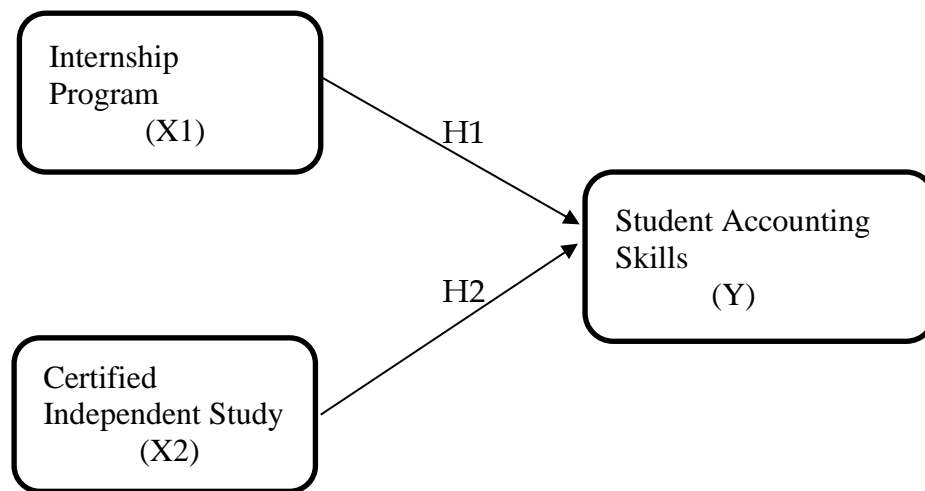 Internship
Program
(X1)
H1
Student Accounting
Skills
(Y)
H2
Certified
Independent Study
(X2)